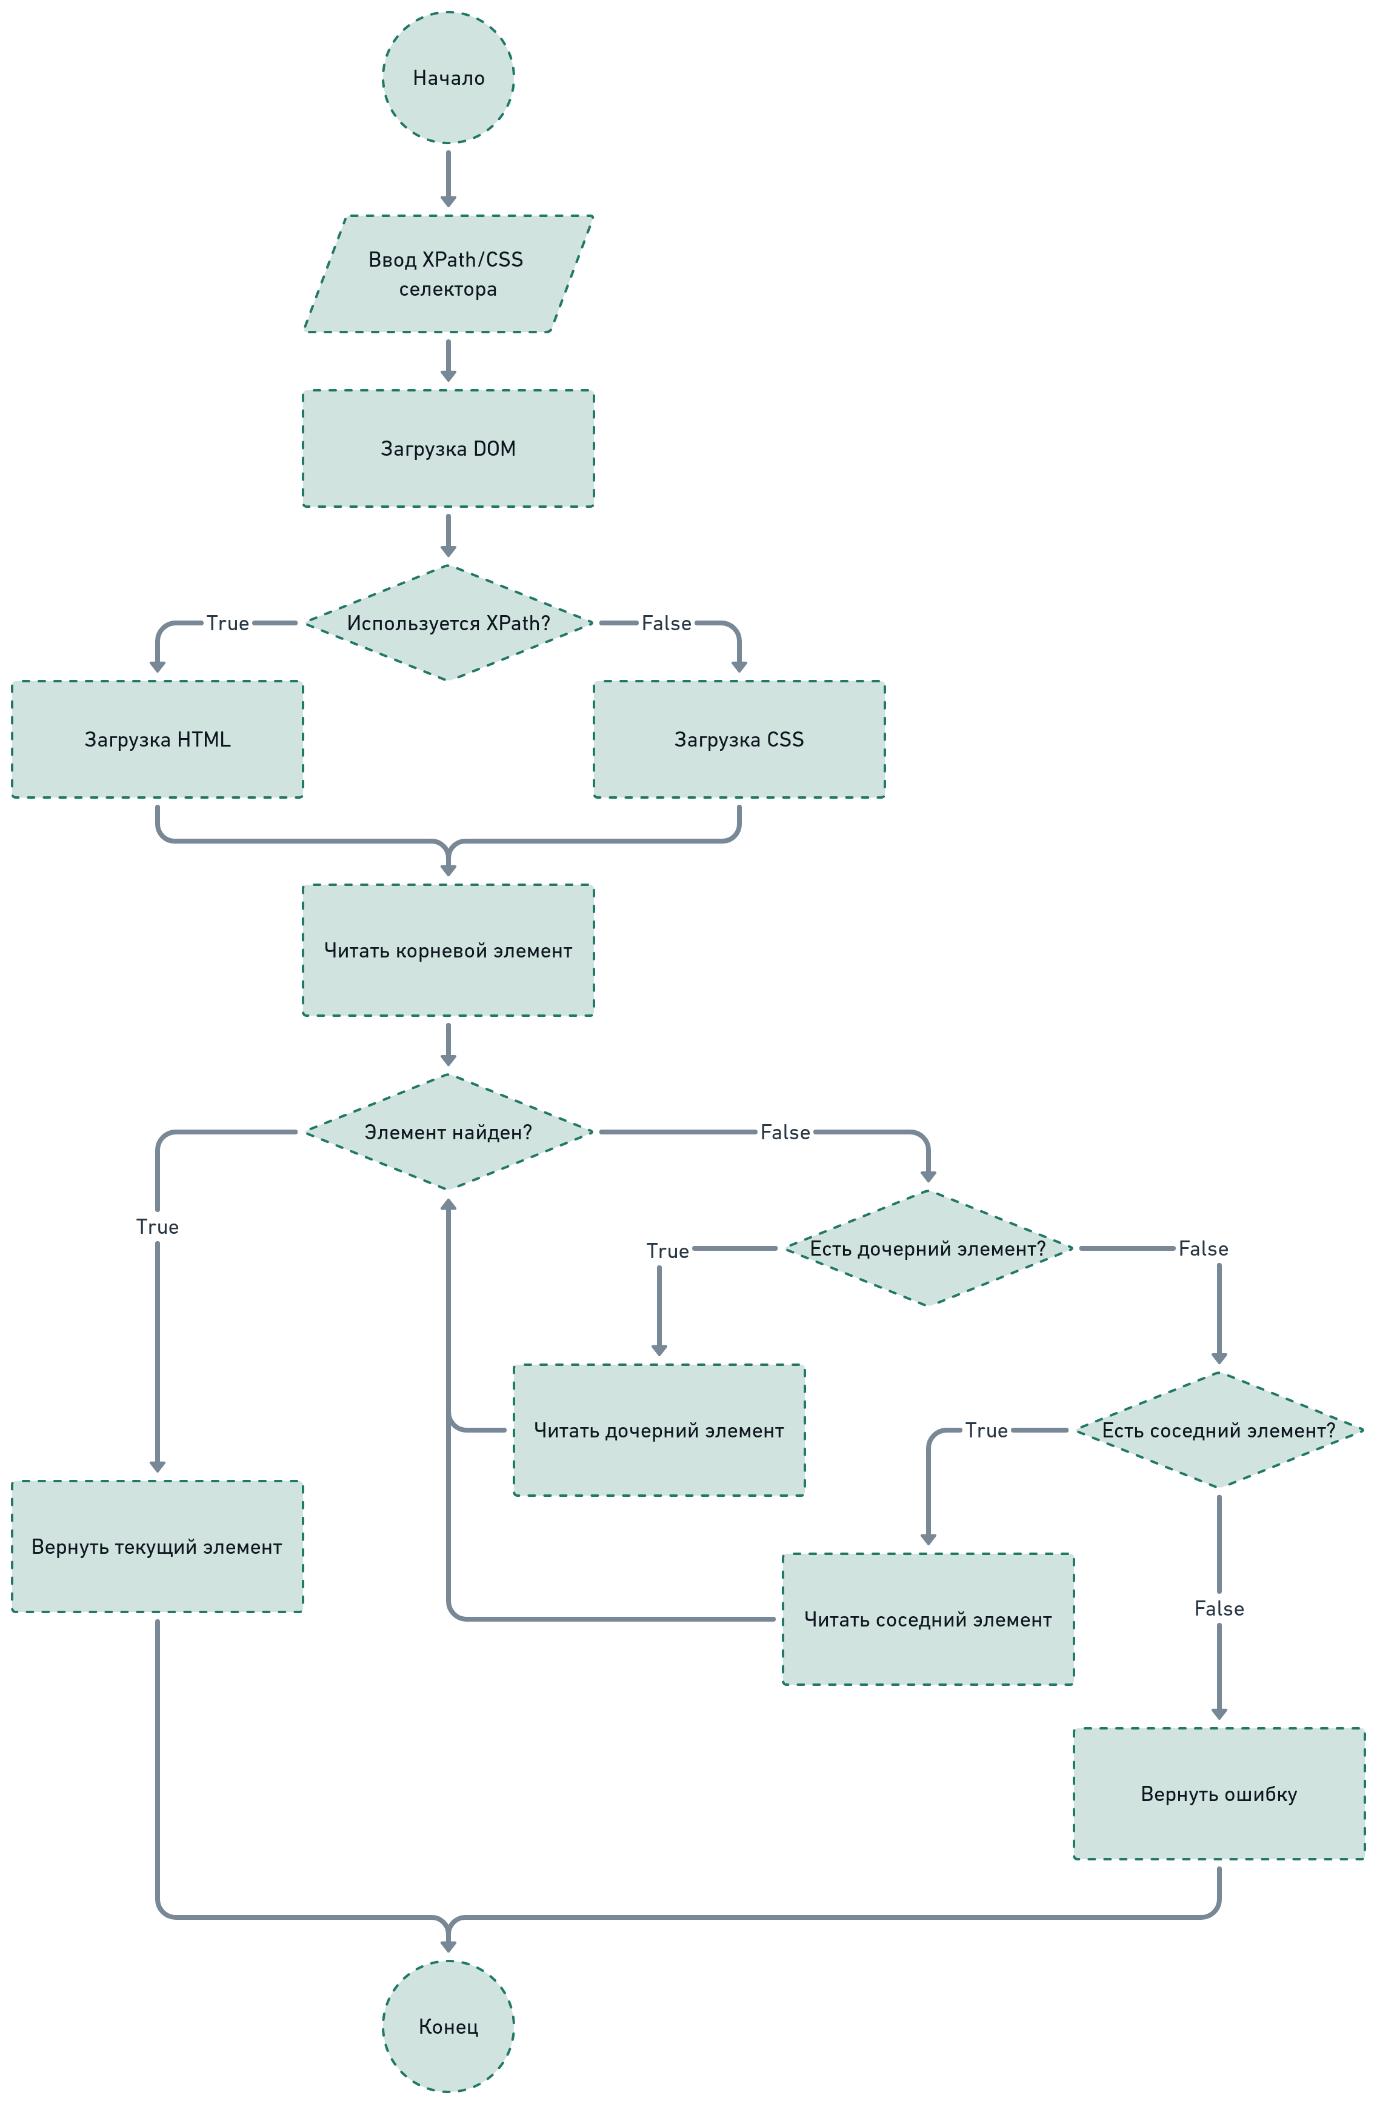 Начало
Ввод XPath/CSS
селектора
Загрузка DOM
Используется XPath?
True
False
Загрузка HTML
Загрузка CSS
Читать корневой элемент
Элемент найден?
False
True
Есть дочерний элемент?
True
False
Читать дочерний элемент
Есть соседний элемент?
True
Вернуть текущий элемент
Читать соседний элемент
False
Вернуть ошибку
Конец